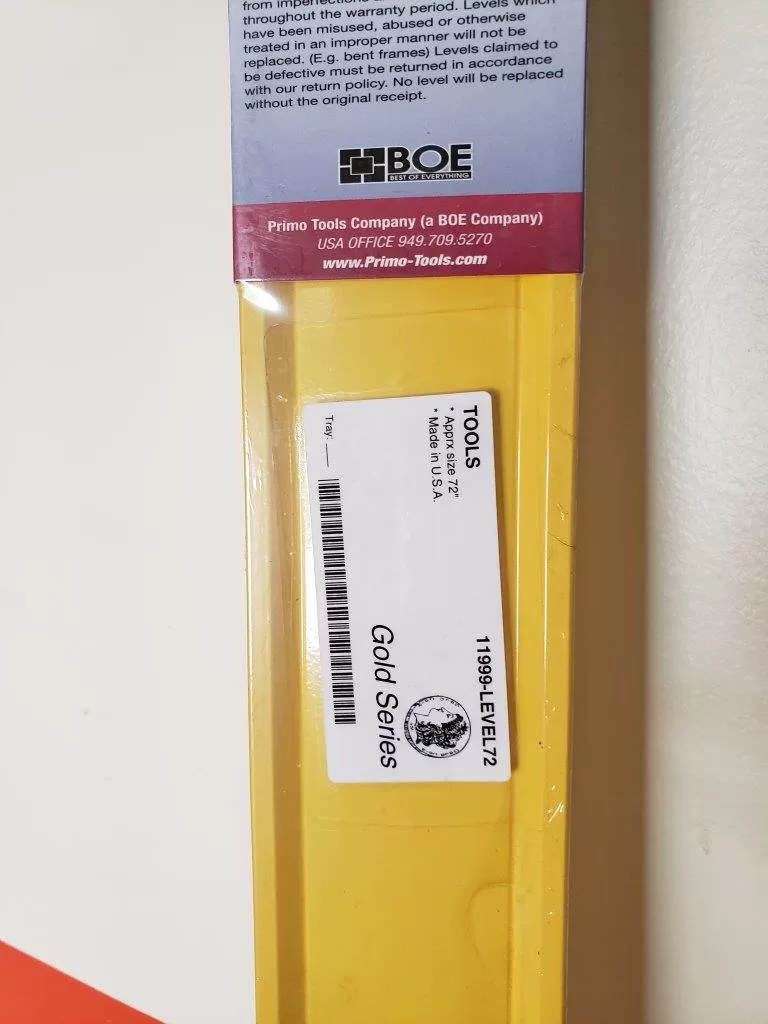 from imperfections
throughout the warranty period. Levels which
have been misused, abused or otherwise
treated in an improper manner will not be
replaced. (E.g. bent frames) Levels claimed to
be defective must be returned in accordance
with our return policy. No level will be replaced
without the original receipt.
BOE
BEST OF EVERYTHING
Primo Tools Company (a BOE Company)
USA OFFICE 949.709.5270
www.Primo-Tools.com
TOOLS
* Apprx size 72"
* Made in U.S.A.
Tray: ___
11999-LEVEL72
Gold Series